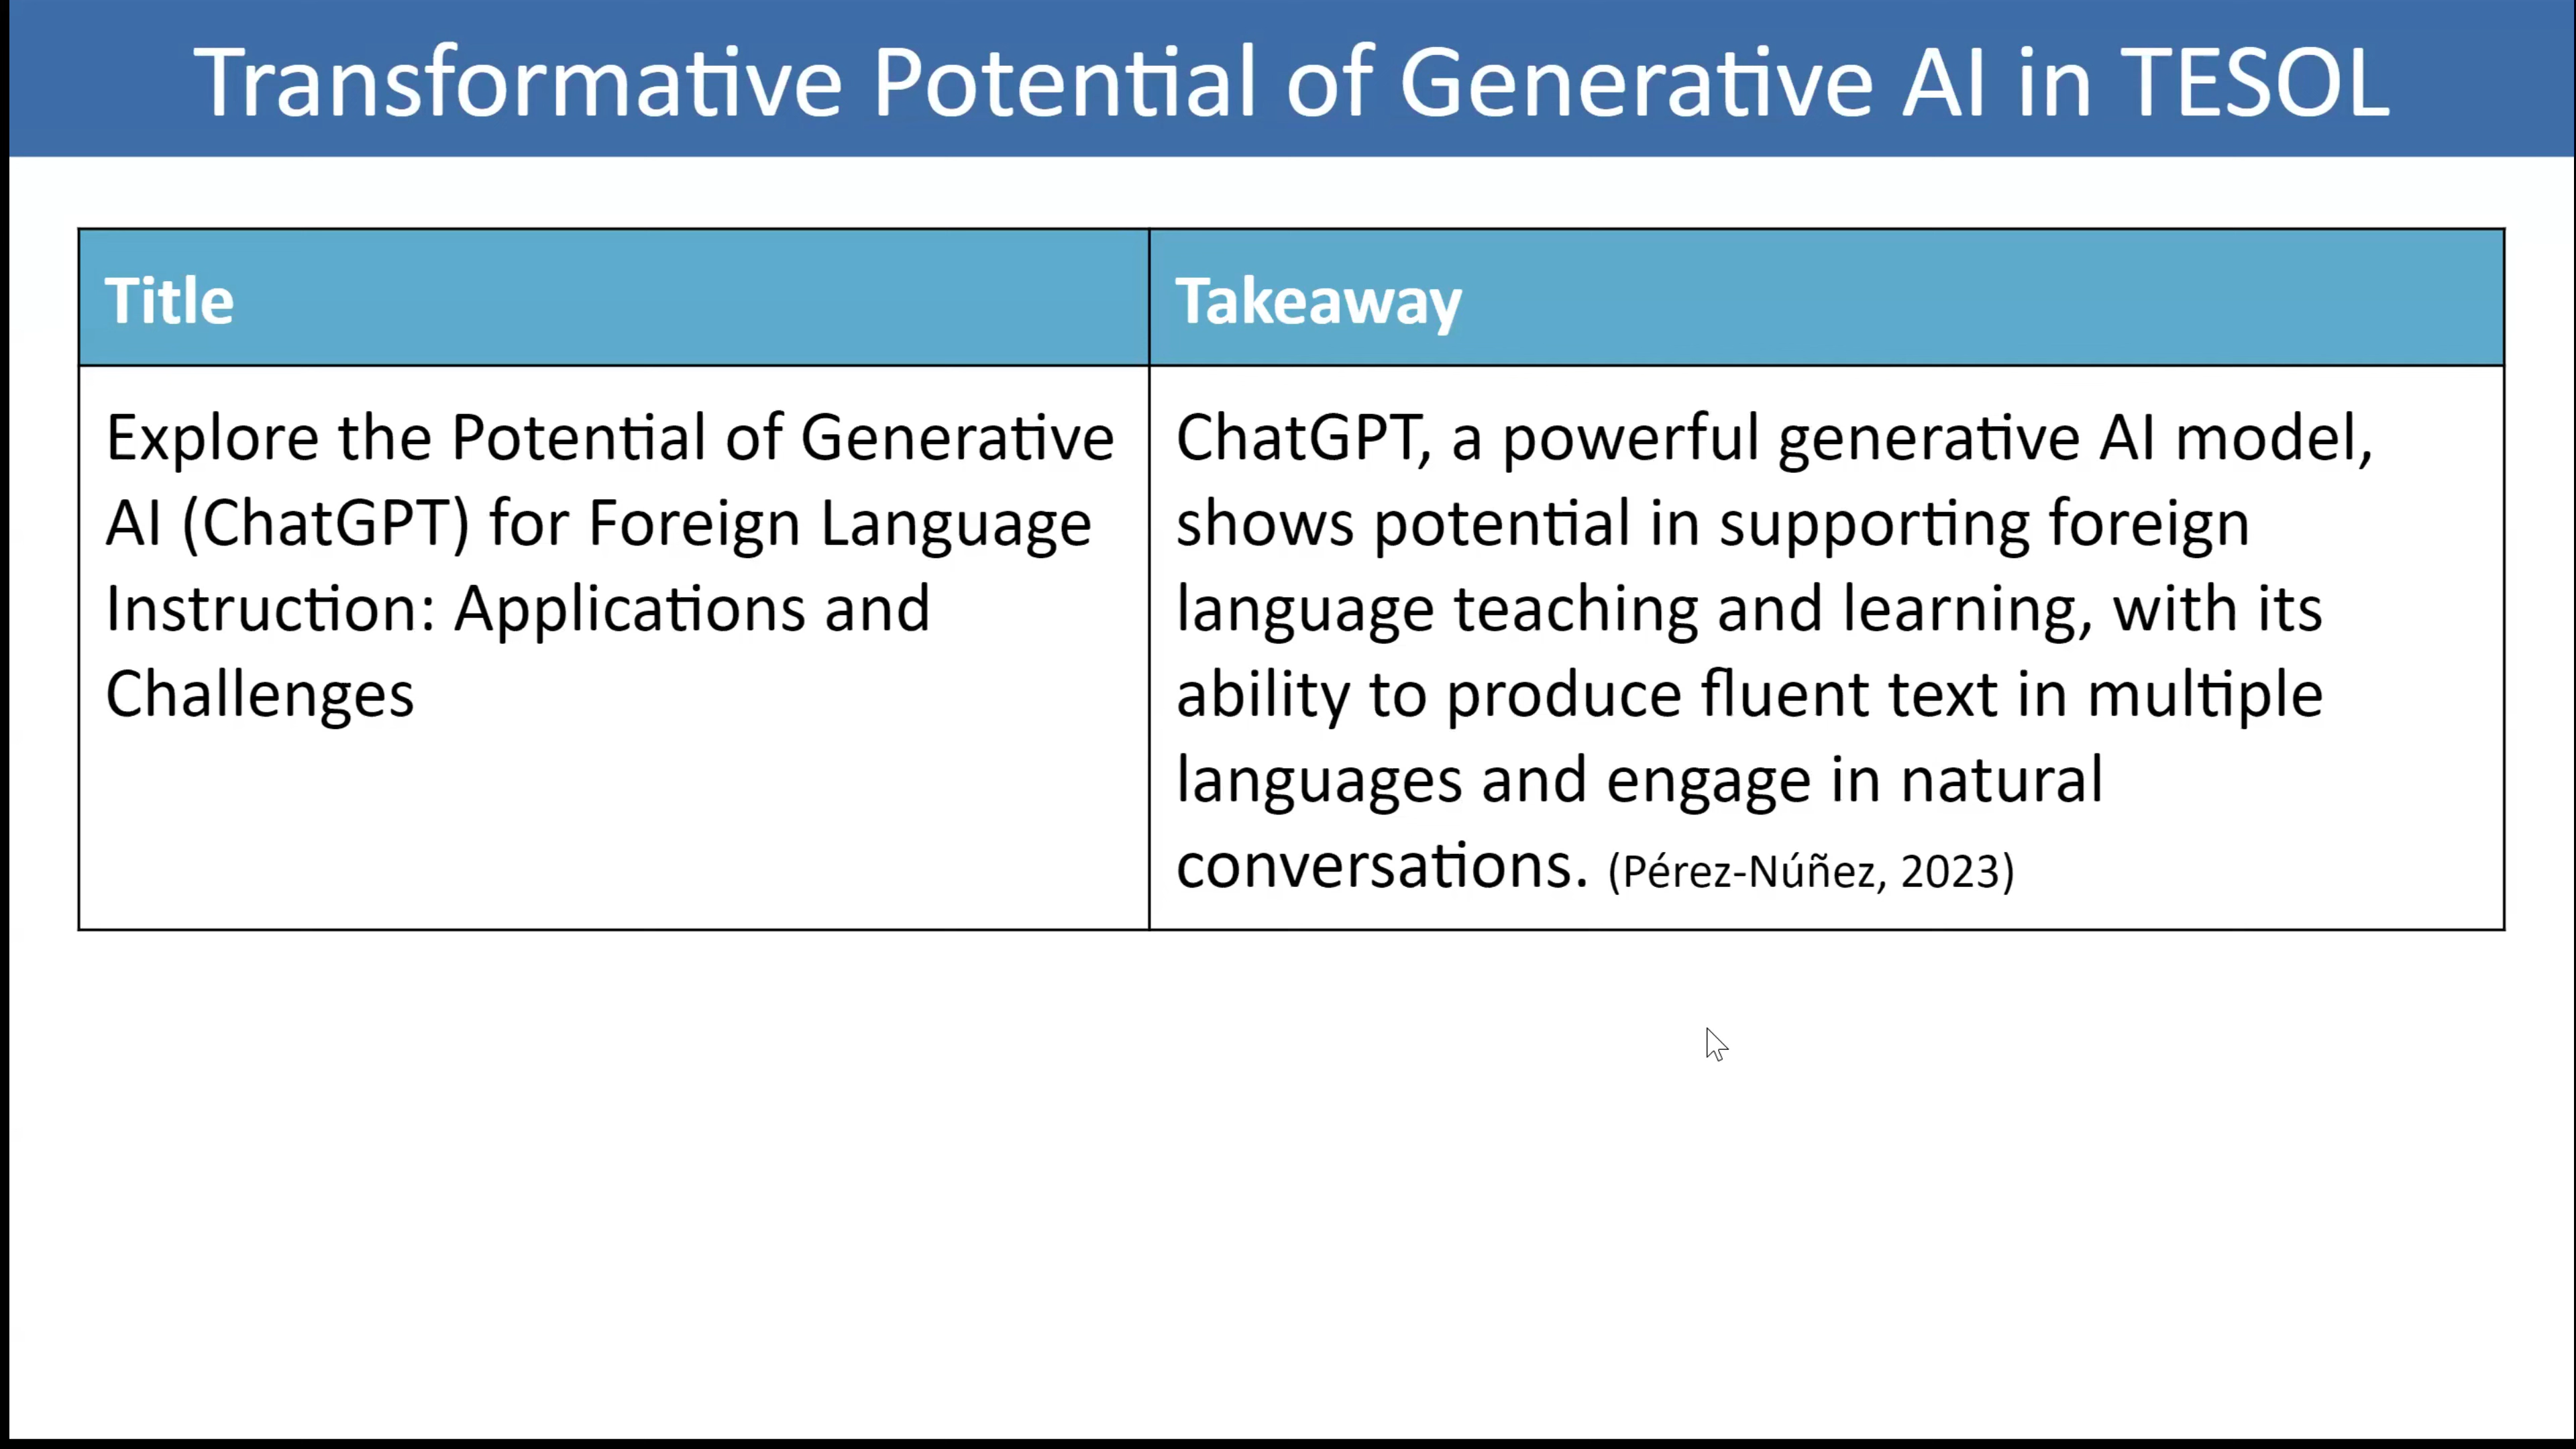 Transformative Potential of Generative AI in TESOL
Title
Takeaway
Explore the Potential of Generative
AI (ChatGPT) for Foreign Language
Instruction: Applications and
Challenges
ChatGPT, a powerful generative AI model,
shows potential in supporting foreign
language teaching and learning, with its
ability to produce fluent text in multiple
languages and engage in natural
conversations. (Pérez-Núñez, 2023)